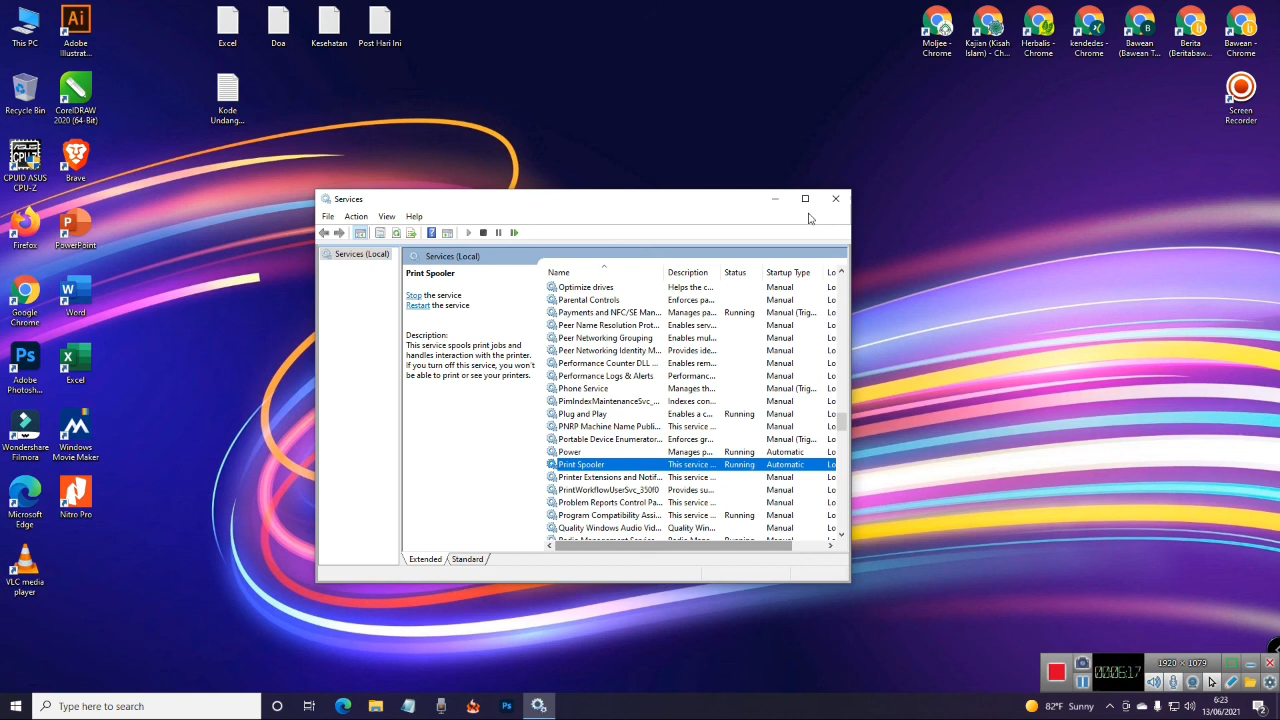 This PC
Adobe
Illustrat...
Excel
Doa
Kesehatan
Post Hari Ini
Moljee -
Chrome
Kajian (Kisah
Islam) - Ch...
Herbalis -
Chrome
kendedes -
Chrome
Bawean
(Bawean T...
Berita
(Beritabaw...
Bawean -
Chrome
Recycle Bin
CorelDRAW
2020 (64-Bit)
Kode
Undang...
Screen
Recorder
CPUID ASUS
CPU-Z
Brave
Firefox
PowerPoint
Google
Chrome
Word
Adobe
Photosh...
Excel
Wondershare
Filmora
Windows
Movie Maker
Microsoft
Edge
Nitro Pro
VLC media
player
Services
File Action View Help
Services (Local)
Services (Local)
Print Spooler
Stop the service
Restart the service
Description:
This service spools print jobs and
handles interaction with the printer.
If you turn off this service, you won't
be able to print or see your printers.
Name Description Status Startup Type Lo
Optimize drives Helps the c... Manual Lo
Parental Controls Enforces pa... Manual Lo
Payments and NFC/SE Man... Manages pa... Running Manual (Trig... Lo
Peer Name Resolution Prot... Enables serv... Manual Lo
Peer Networking Grouping Enables mul... Manual Lo
Peer Networking Identity M... Provides ide... Manual Lo
Performance Counter DLL ... Enables rem... Manual Lo
Performance Logs & Alerts Performanc... Manual Lo
Phone Service Manages th... Manual (Trig... Lo
PimIndexMaintenanceSvc_... Indexes con... Manual Lo
Plug and Play Enables a c... Running Manual Lo
PNRP Machine Name Publi... This service ... Manual Lo
Portable Device Enumerator... Enforces gr... Manual (Trig... Lo
Power Manages p... Running Automatic Lo
Print Spooler This service ... Running Automatic Lo
Printer Extensions and Notif... This service ... Manual Lo
PrintWorkflowUserSvc_350f0 Provides su... Manual Lo
Problem Reports Control Pa... This service ... Manual Lo
Program Compatibility Assi... This service ... Running Manual Lo
Quality Windows Audio Vid... Quality Win... Manual Lo
Extended Standard
1920 × 1079
00:06:17
Type here to search
82°F Sunny
6:23
13/06/2021
2